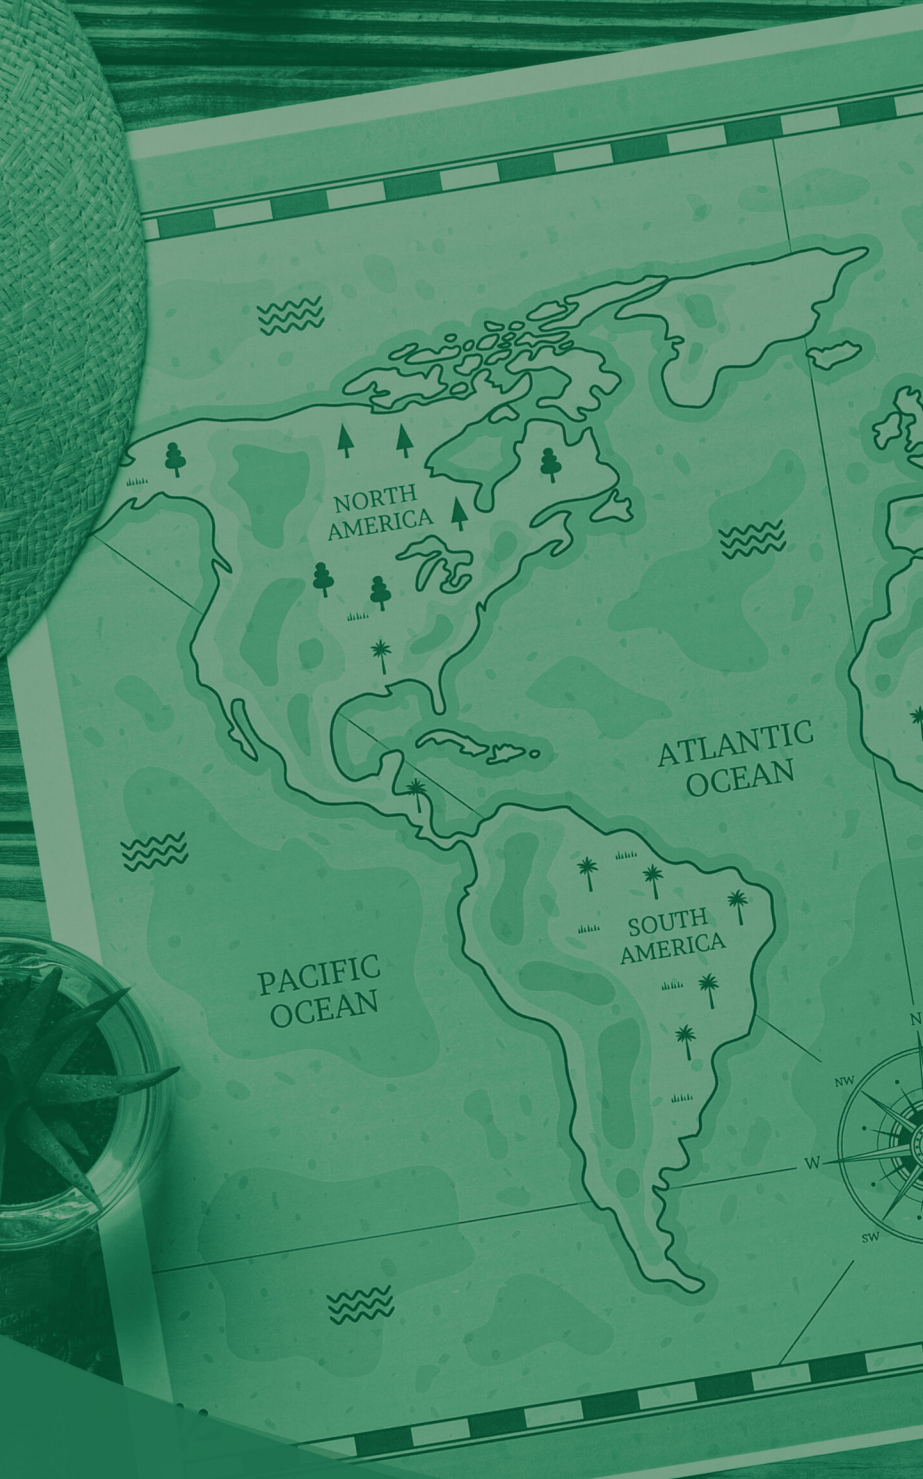 NORTH
AMERICA
ATLANTIC
OCEAN
SOUTH
AMERICA
PACIFIC
OCEAN
N
NW
W
SW